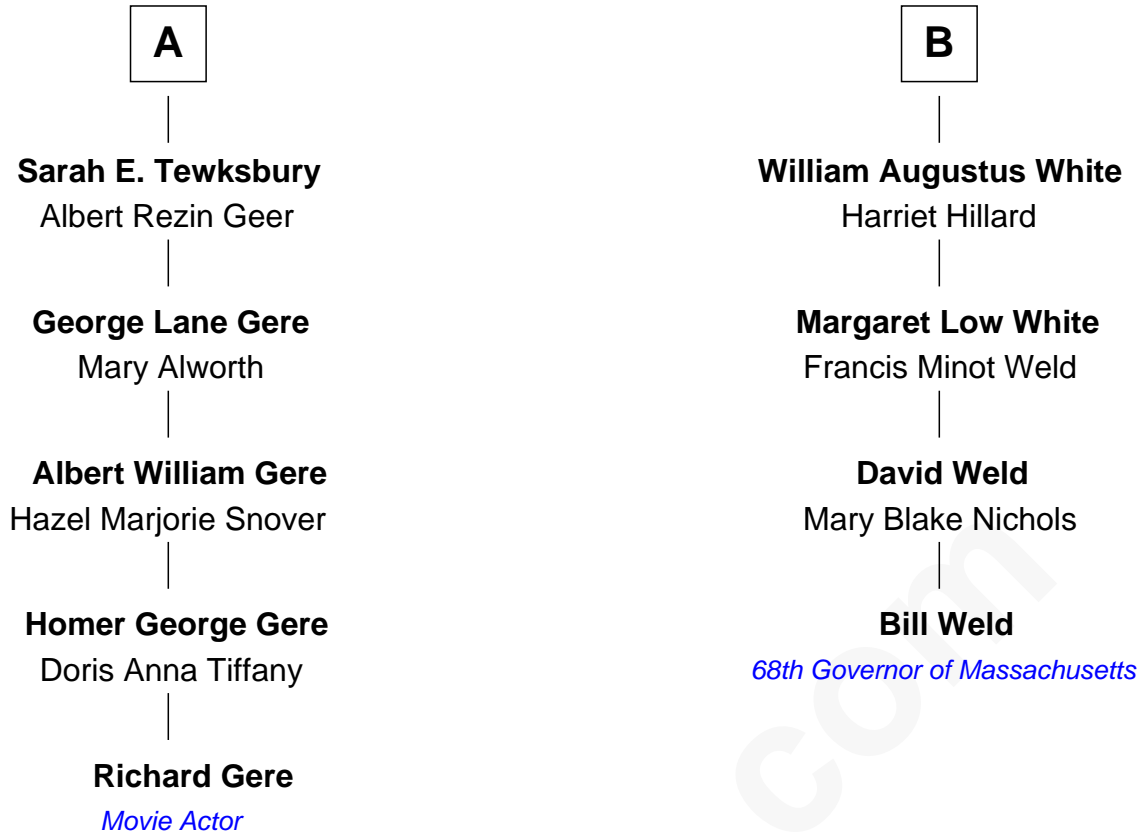 A
Sarah E. Tewksbury
Albert Rezin Geer
George Lane Gere
Mary Alworth
Albert William Gere
Hazel Marjorie Snover
Homer George Gere
Doris Anna Tiffany
Richard Gere
Movie Actor
B
William Augustus White
Harriet Hillard
Margaret Low White
Francis Minot Weld
David Weld
Mary Blake Nichols
Bill Weld
68th Governor of Massachusetts
com